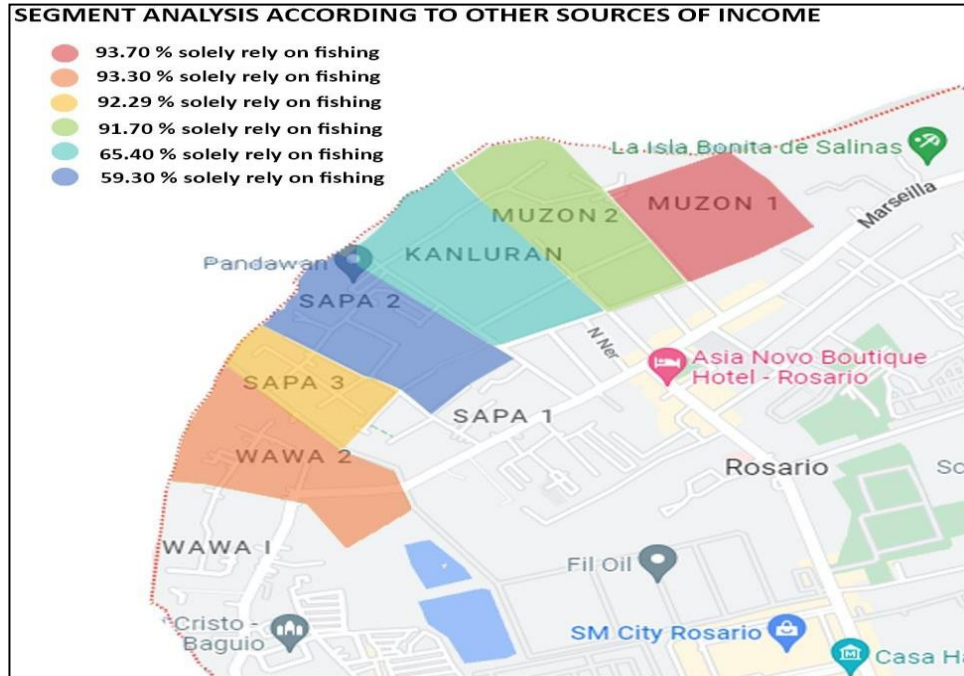 SEGMENT ANALYSIS ACCORDING TO OTHER SOURCES OF INCOME
93.70 % solely rely on fishing
93.30 % solely rely on fishing
92.29 % solely rely on fishing
91.70 % solely rely on fishing
65.40 % solely rely on fishing
59.30 % solely rely on fishing
La Isla Bonita de Salinas
MUZON 1
Marseilla
MUZON 2
KANLURAN
Pandawan
SAPA 2
N Ner
Asia Novo Boutique
Hotel - Rosario
SAPA 3
SAPA 1
WAWA 2
Rosario
So
WAWA I
Fil Oil
Cristo -
Baguio
SM City Rosario
Casa Ha